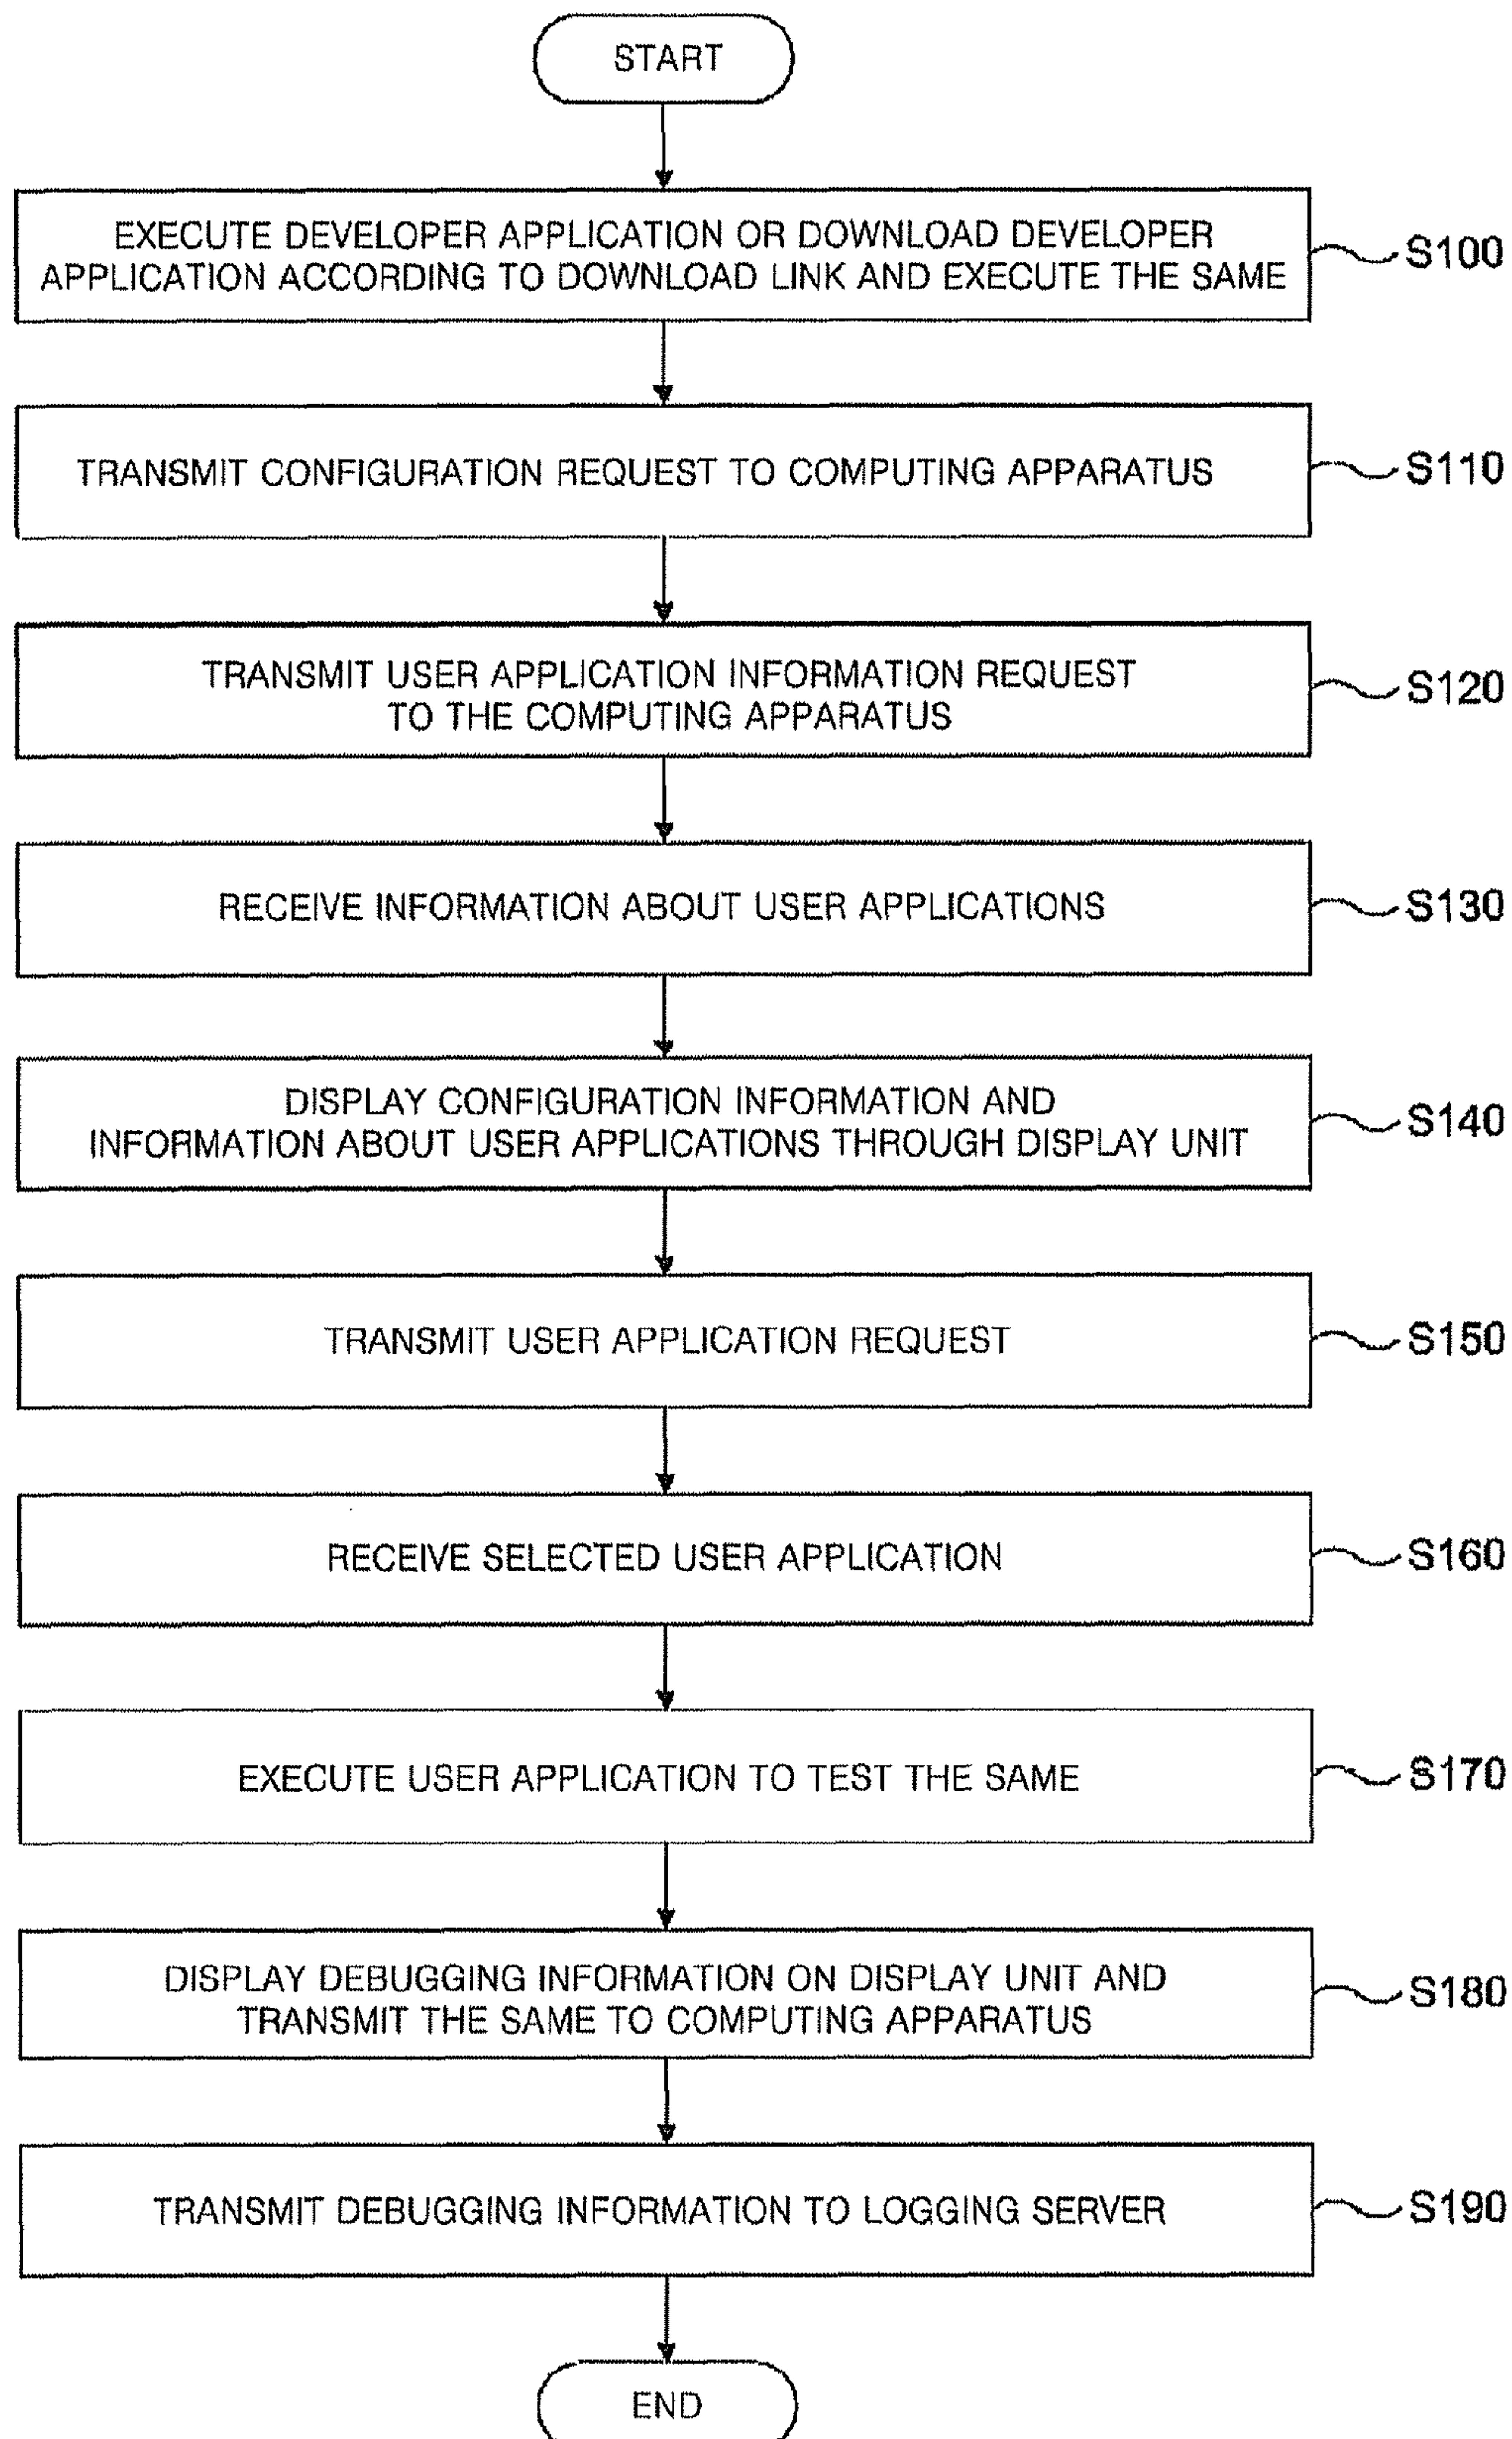 START
EXECUTE DEVELOPER APPLICATION OR DOWNLOAD DEVELOPER
APPLICATION ACCORDING TO DOWNLOAD LINK AND EXECUTE THE SAME
S100
TRANSMIT CONFIGURATION REQUEST TO COMPUTING APPARATUS
S110
TRANSMIT USER APPLICATION INFORMATION REQUEST
TO THE COMPUTING APPARATUS
S120
RECEIVE INFORMATION ABOUT USER APPLICATIONS
S130
DISPLAY CONFIGURATION INFORMATION AND
INFORMATION ABOUT USER APPLICATIONS THROUGH DISPLAY UNIT
S140
TRANSMIT USER APPLICATION REQUEST
S150
RECEIVE SELECTED USER APPLICATION
S160
EXECUTE USER APPLICATION TO TEST THE SAME
S170
DISPLAY DEBUGGING INFORMATION ON DISPLAY UNIT AND
TRANSMIT THE SAME TO COMPUTING APPARATUS
S180
TRANSMIT DEBUGGING INFORMATION TO LOGGING SERVER
S190
END